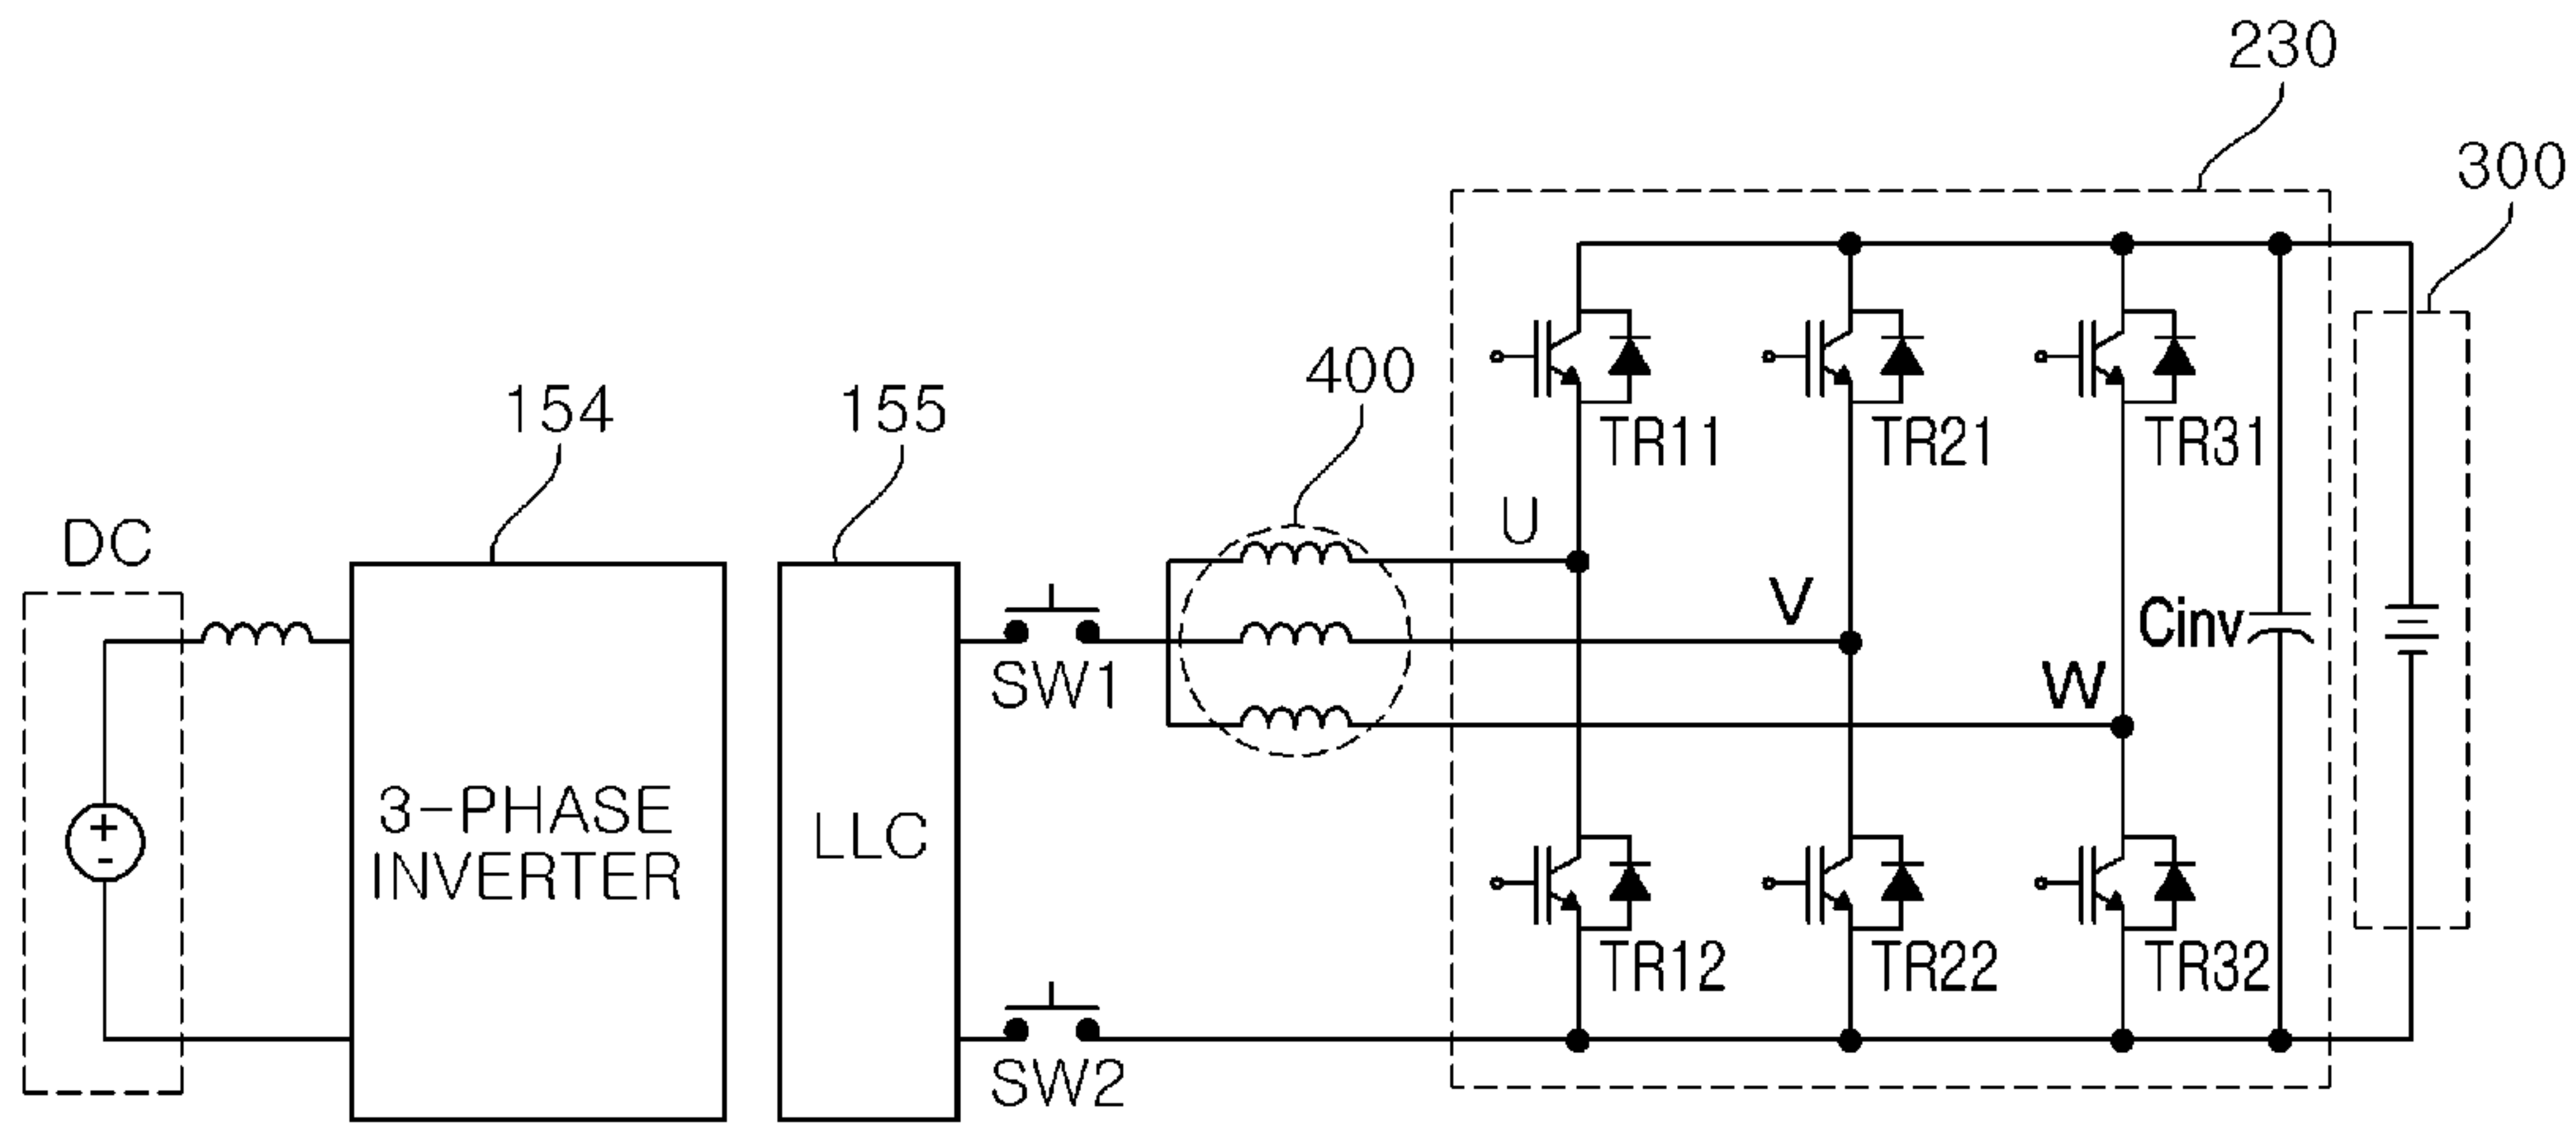 230
300
400
154
155
TR11
TR21
TR31
U
DC
V
Cinv
SW1
W
+
-
3-PHASE
INVERTER
LLC
TR12
TR22
TR32
SW2